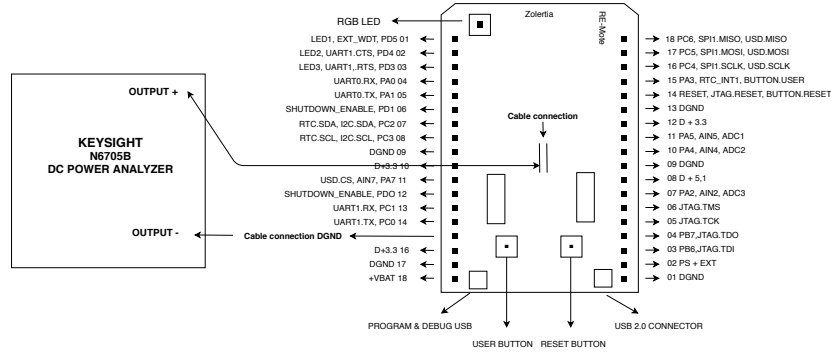 RGB LED
Zolertia
RE-Mote
LED1, EXT_WDT, PD5 01
LED2, UART1.CTS, PD4 02
LED3, UART1,.RTS, PD3 03
UART0.RX, PA0 04
UART0.TX, PA1 05
SHUTDOWN_ENABLE, PD1 06
RTC.SDA, I2C.SDA, PC2 07
RTC.SCL, I2C.SCL, PC3 08
DGND 09
D+3.3 10
USD.CS, AIN7, PA7 11
SHUTDOWN_ENABLE, PDO 12
UART1.RX, PC1 13
UART1.TX, PC0 14
D+3.3 16
DGND 17
+VBAT 18
18 PC6, SPI1.MISO, USD.MISO
17 PC5, SPI1.MOSI, USD.MOSI
16 PC4, SPI1.SCLK, USD.SCLK
15 PA3, RTC_INT1, BUTTON.USER
14 RESET, JTAG.RESET, BUTTON.RESET
13 DGND
12 D + 3.3
11 PA5, AIN5, ADC1
10 PA4, AIN4, ADC2
09 DGND
08 D + 5,1
07 PA2, AIN2, ADC3
06 JTAG.TMS
05 JTAG.TCK
04 PB7,JTAG.TDO
03 PB6,JTAG.TDI
02 PS + EXT
01 DGND
OUTPUT +
KEYSIGHT
N6705B
DC POWER ANALYZER
OUTPUT -
Cable connection
Cable connection DGND
PROGRAM & DEBUG USB
USB 2.0 CONNECTOR
USER BUTTON
RESET BUTTON